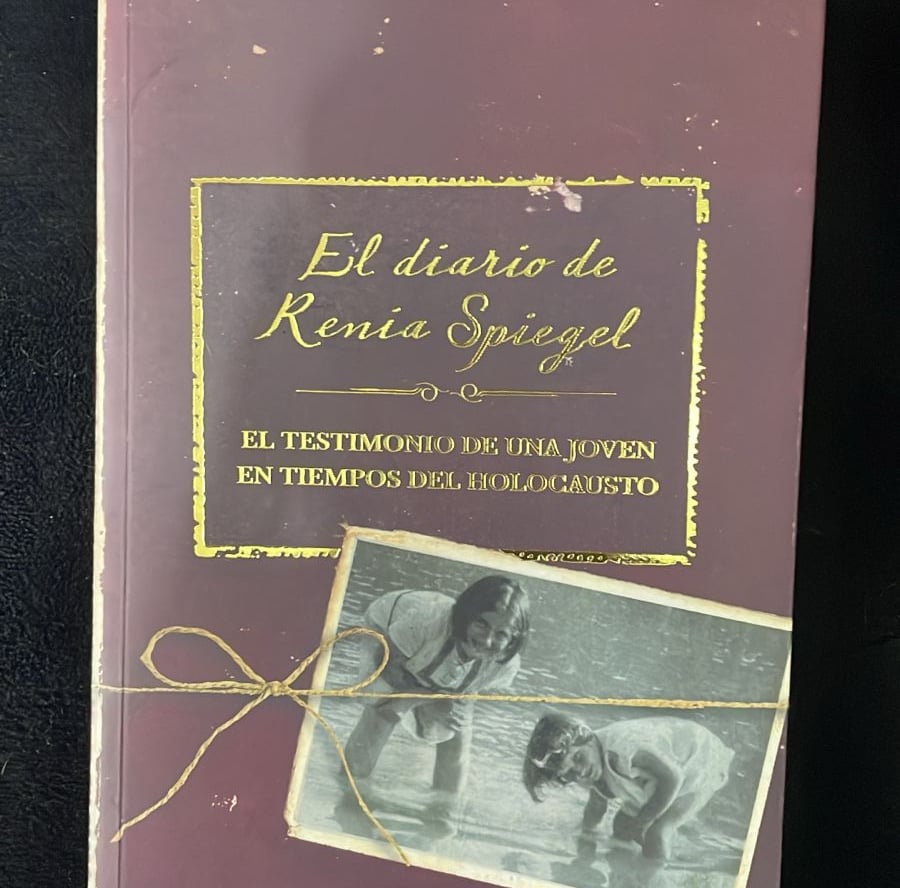 El diario de
Renia Spiegel
EL TESTIMONIO DE UNA JOVEN
EN TIEMPOS DEL HOLOCAUSTO